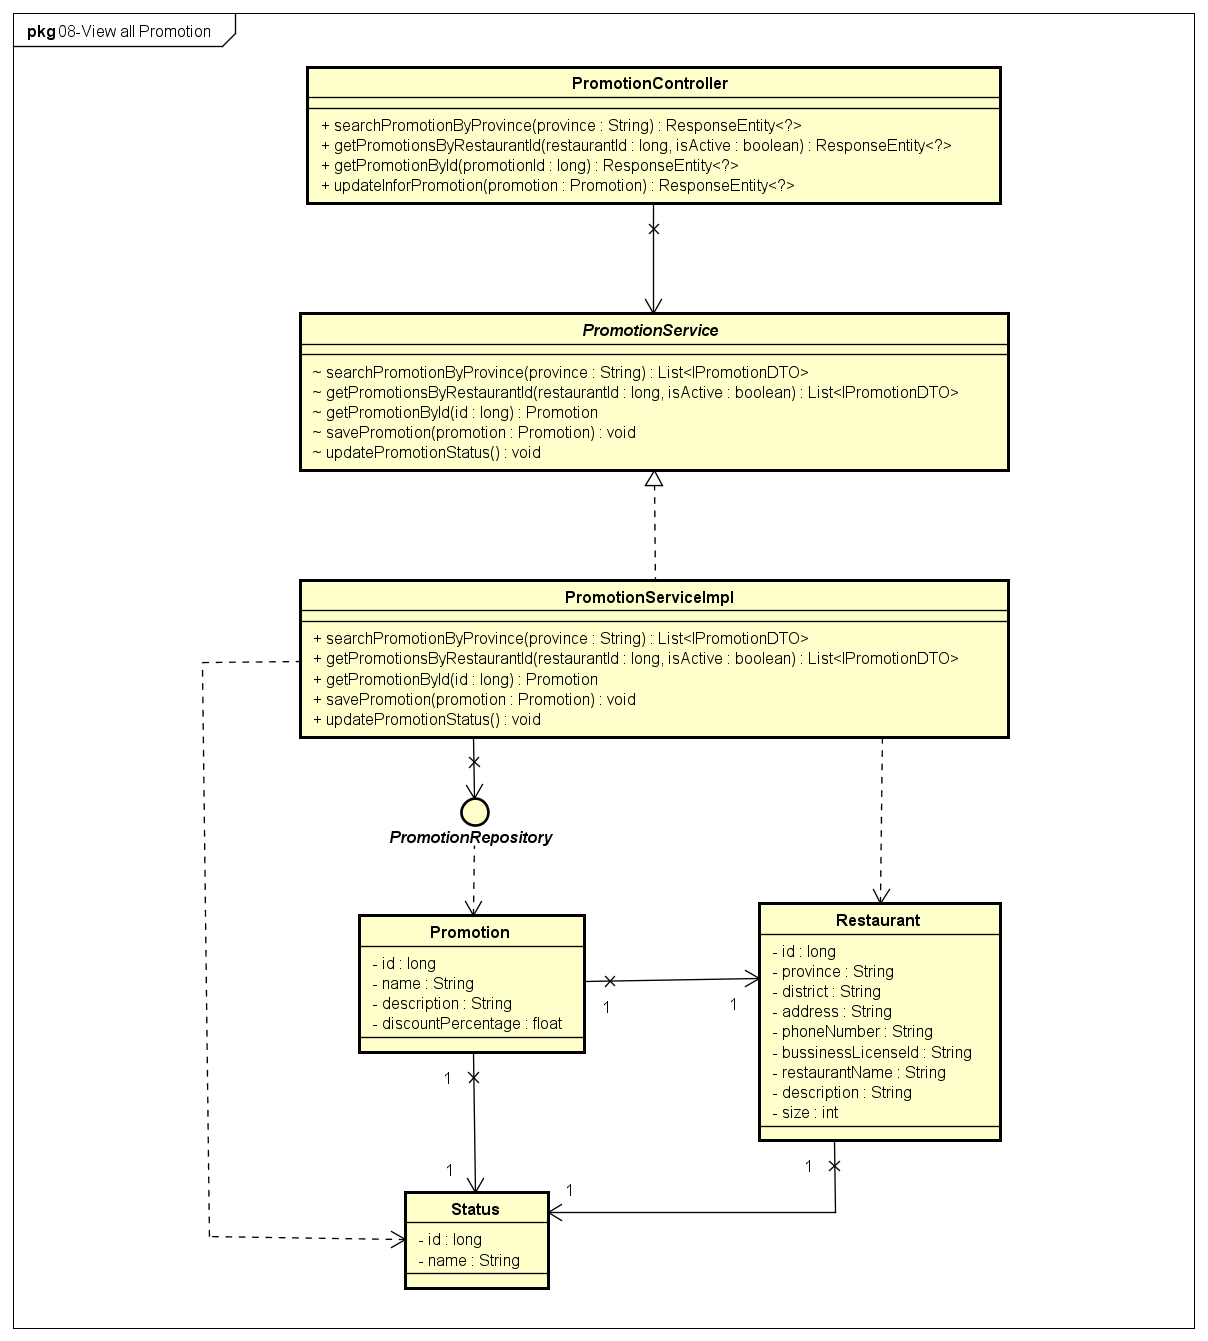 pkg 08-View all Promotion
PromotionController
+ searchPromotionByProvince(province : String) : ResponseEntity<?>
+ getPromotionsByRestaurantId(restaurantId : long, isActive : boolean) : ResponseEntity<?>
+ getPromotionById(promotionId : long) : ResponseEntity<?>
+ updateInforPromotion(promotion : Promotion) : ResponseEntity<?>
PromotionService
~ searchPromotionByProvince(province : String) : List<IPromotionDTO>
~ getPromotionsByRestaurantId(restaurantId : long, isActive : boolean) : List<IPromotionDTO>
~ getPromotionById(id : long) : Promotion
~ savePromotion(promotion : Promotion) : void
~ updatePromotionStatus() : void
PromotionServiceImpl
+ searchPromotionByProvince(province : String) : List<IPromotionDTO>
+ getPromotionsByRestaurantId(restaurantId : long, isActive : boolean) : List<IPromotionDTO>
+ getPromotionById(id : long) : Promotion
+ savePromotion(promotion : Promotion) : void
+ updatePromotionStatus() : void
PromotionRepository
Promotion
- id : long
- name : String
- description : String
- discountPercentage : float
Restaurant
- id : long
- province : String
- district : String
- address : String
- phoneNumber : String
- bussinessLicenseId : String
- restaurantName : String
- description : String
- size : int
1
1
1
1
1
1
Status
- id : long
- name : String